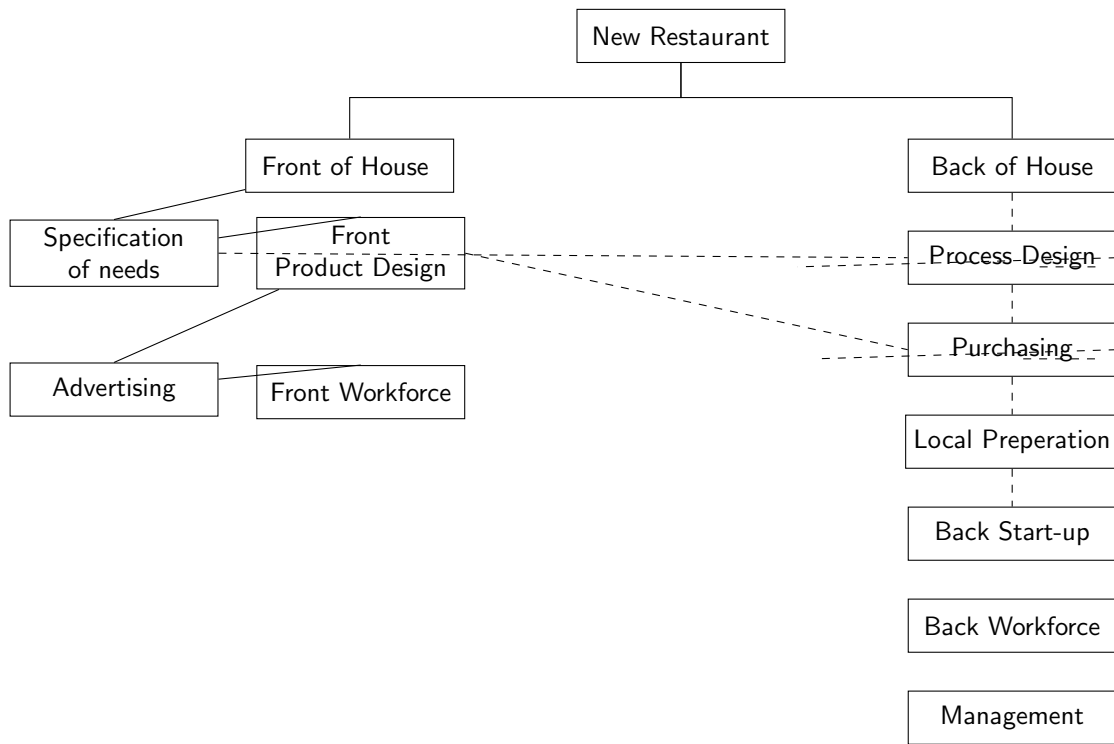 New Restaurant
Front of House
Back of House
Specification
of needs
Front
Product Design
Process Design
Purchasing
Advertising
Front Workforce
Local Preperation
Back Start-up
Back Workforce
Management